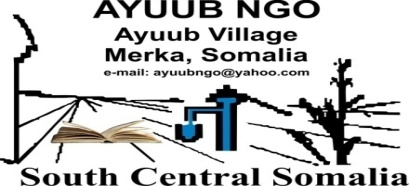 AYUUB NGO
Ayuub Village
Merka, Somalia
e-mail: ayuubngo@yahoo.com
South Central Somalia